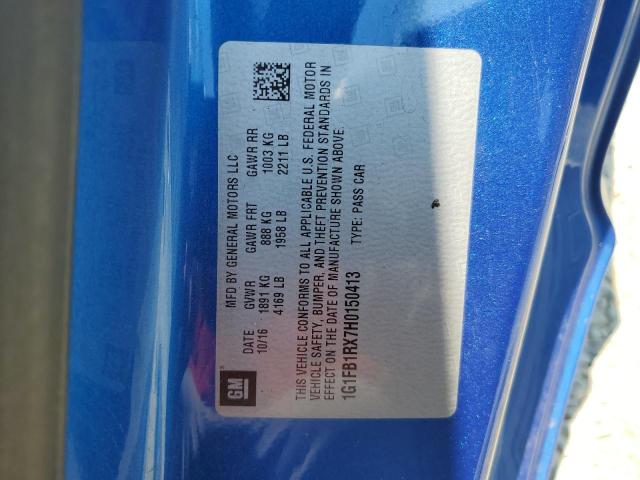 GM
MFD BY GENERAL MOTORS LLC
DATE GVWR GAWR FRT GAWR RR
10/16 1891 KG 888 KG 1003 KG
4169 LB 1958 LB 2211 LB
THIS VEHICLE CONFORMS TO ALL APPLICABLE U.S. FEDERAL MOTOR
VEHICLE SAFETY, BUMPER, AND THEFT PREVENTION STANDARDS IN
EFFECT ON THE DATE OF MANUFACTURE SHOWN ABOVE.
1G1FB1RX7H0150413 TYPE: PASS CAR